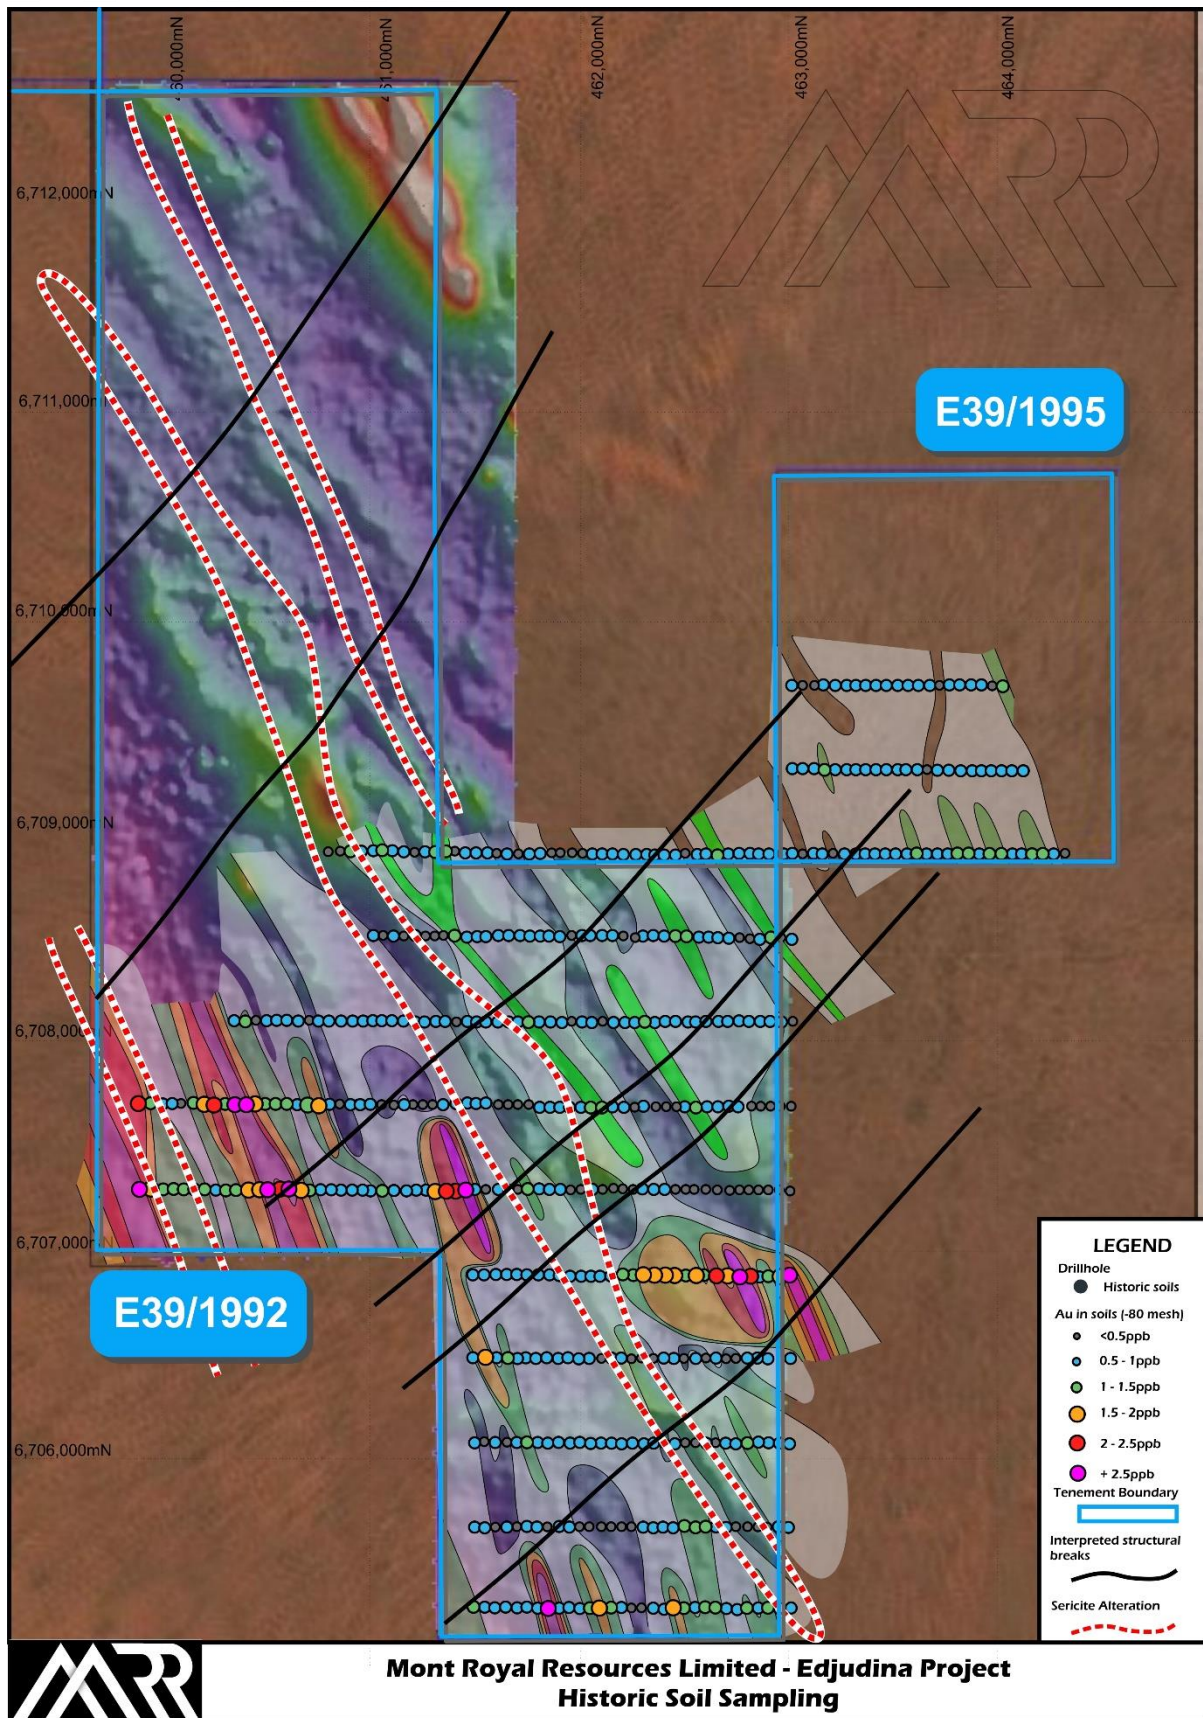 460,000mN
461,000mN
462,000mN
463,000mN
464,000mN
MRR
6,712,000mN
6,711,000mN
E39/1995
6,710,000mN
6,709,000mN
6,708,000mN
6,707,000mN
E39/1992
6,706,000mN
LEGEND
Drillhole
Historic soils
Au in soils (-80 mesh)
<0.5ppb
0.5 - 1ppb
1 - 1.5ppb
1.5 - 2ppb
2 - 2.5ppb
+ 2.5ppb
Tenement Boundary
Interpreted structural
breaks
Sericite Alteration
MRR
Mont Royal Resources Limited - Edjudina Project
Historic Soil Sampling